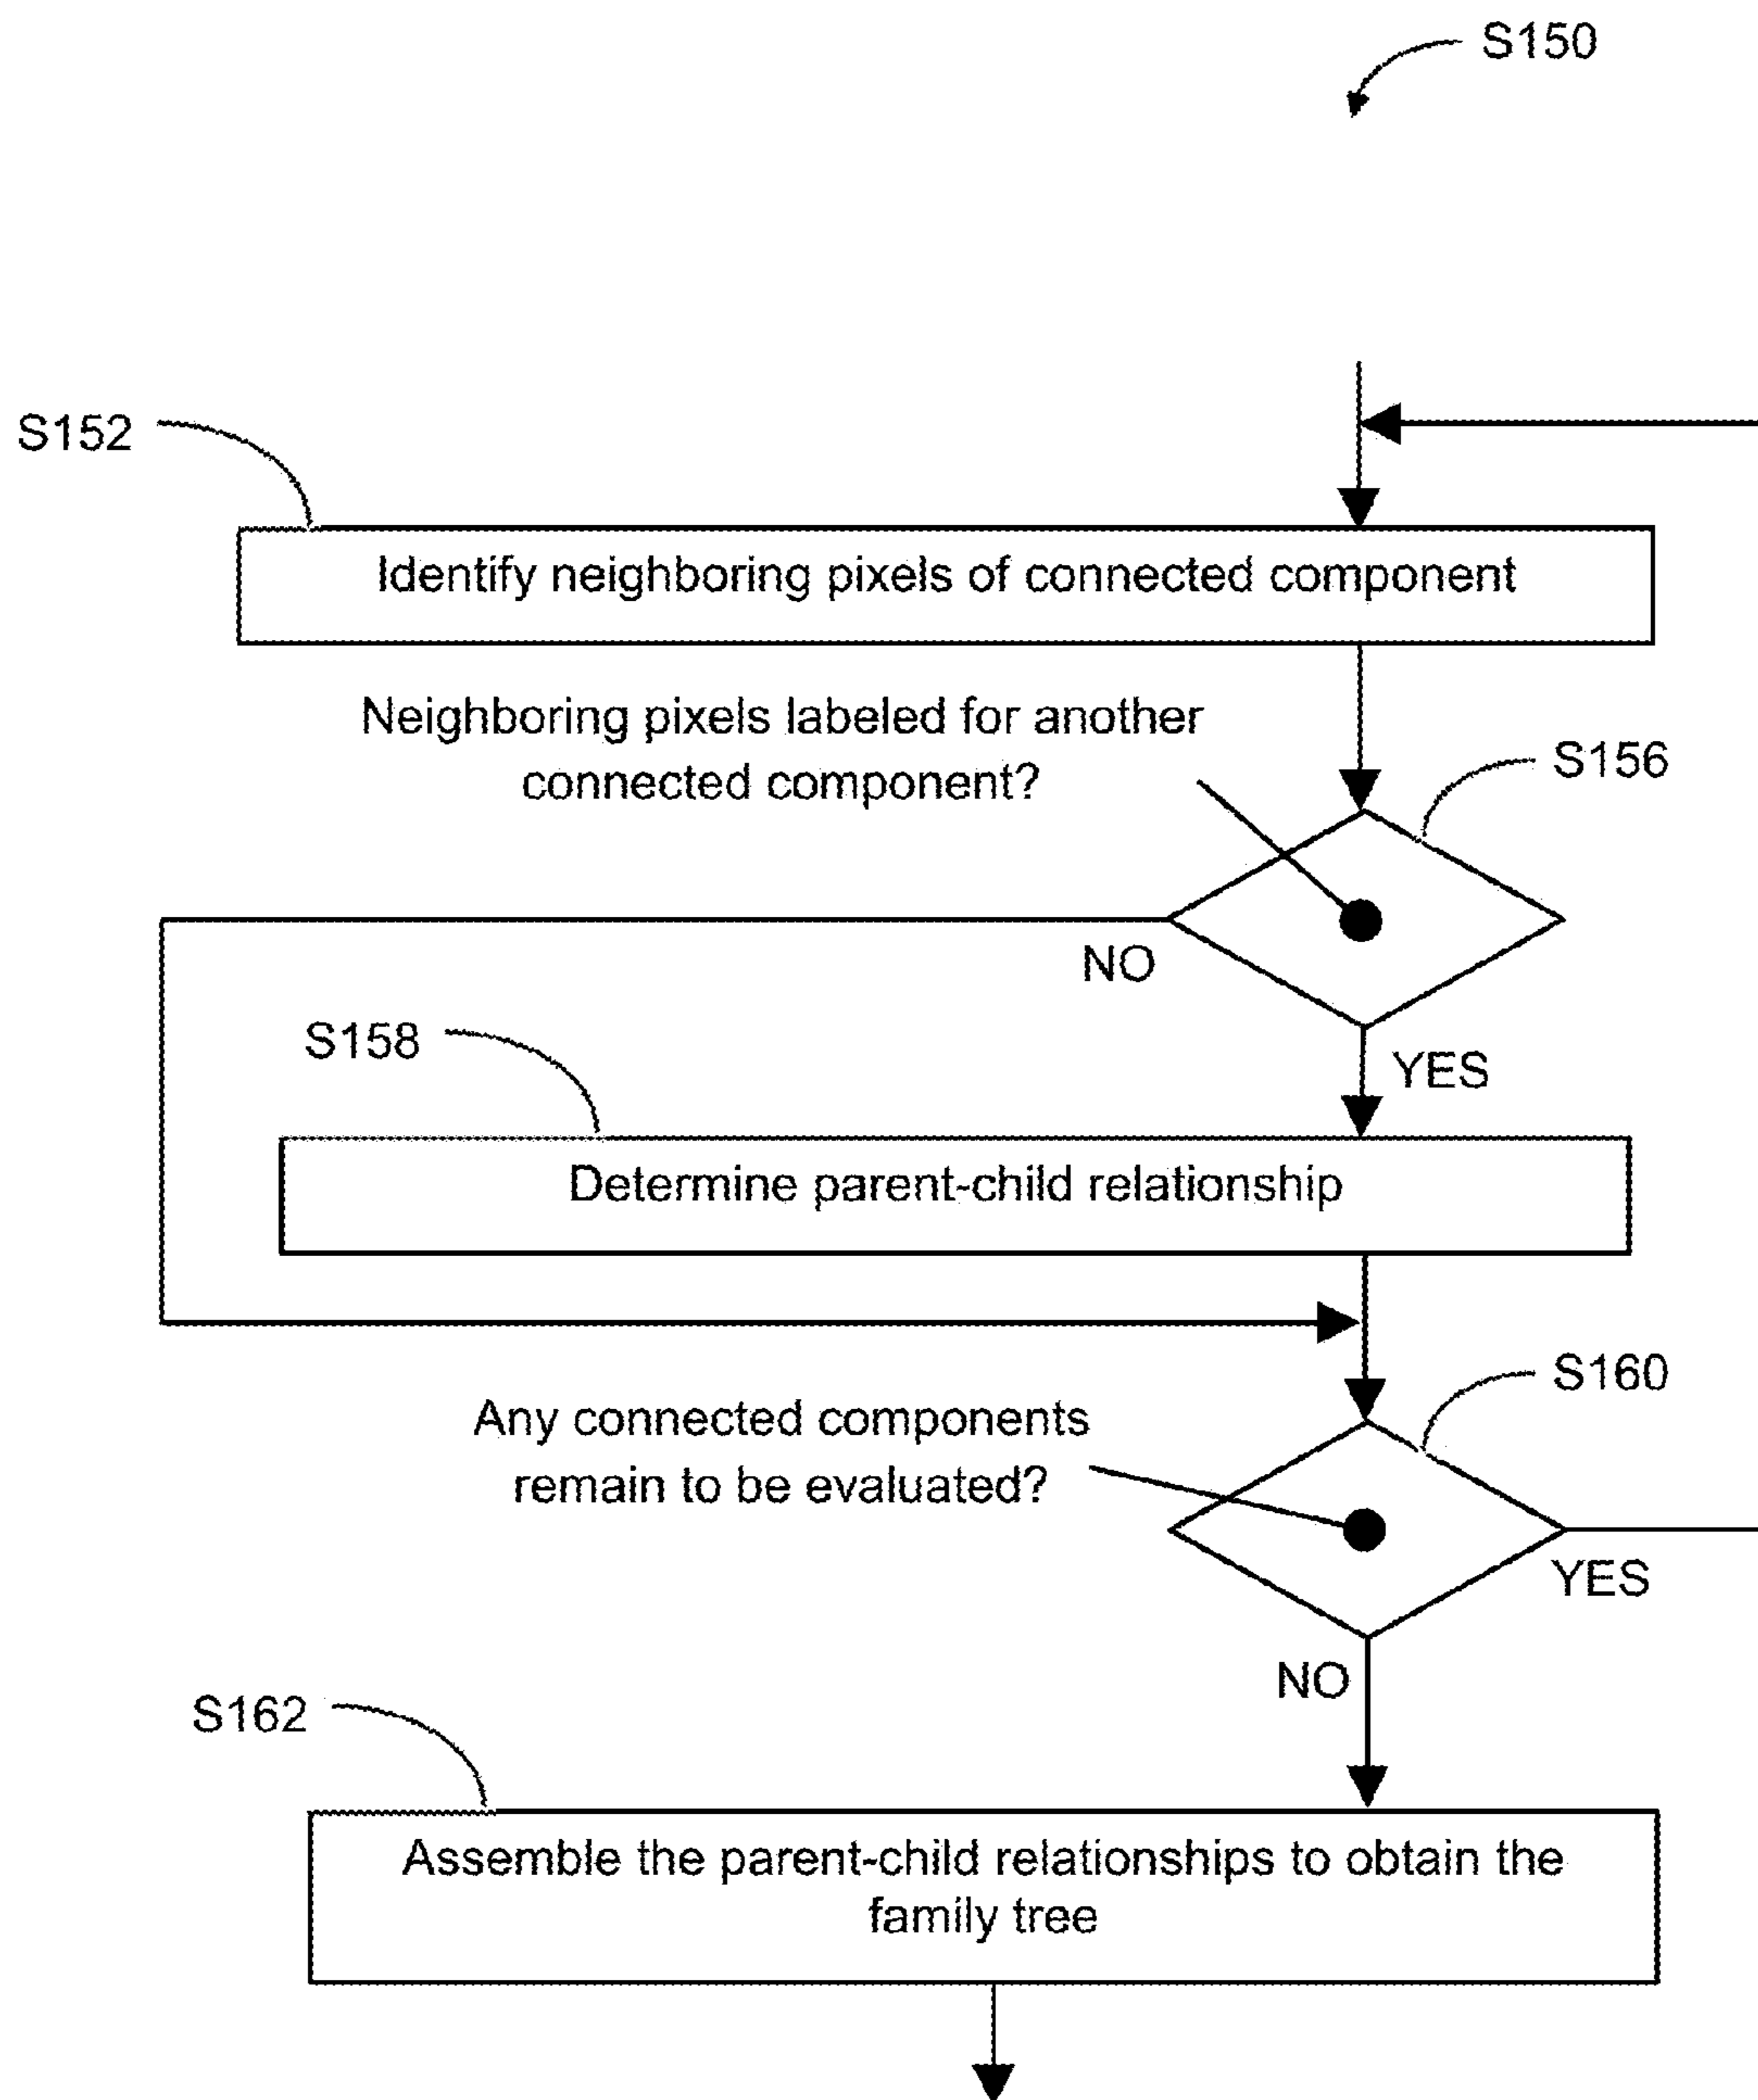 S150
S152
Identify neighboring pixels of connected component
Neighboring pixels labeled for another
connected component?
S156
NO
S158
YES
Determine parent-child relationship
S160
Any connected components
remain to be evaluated?
YES
NO
S162
Assemble the parent-child relationships to obtain the
family tree